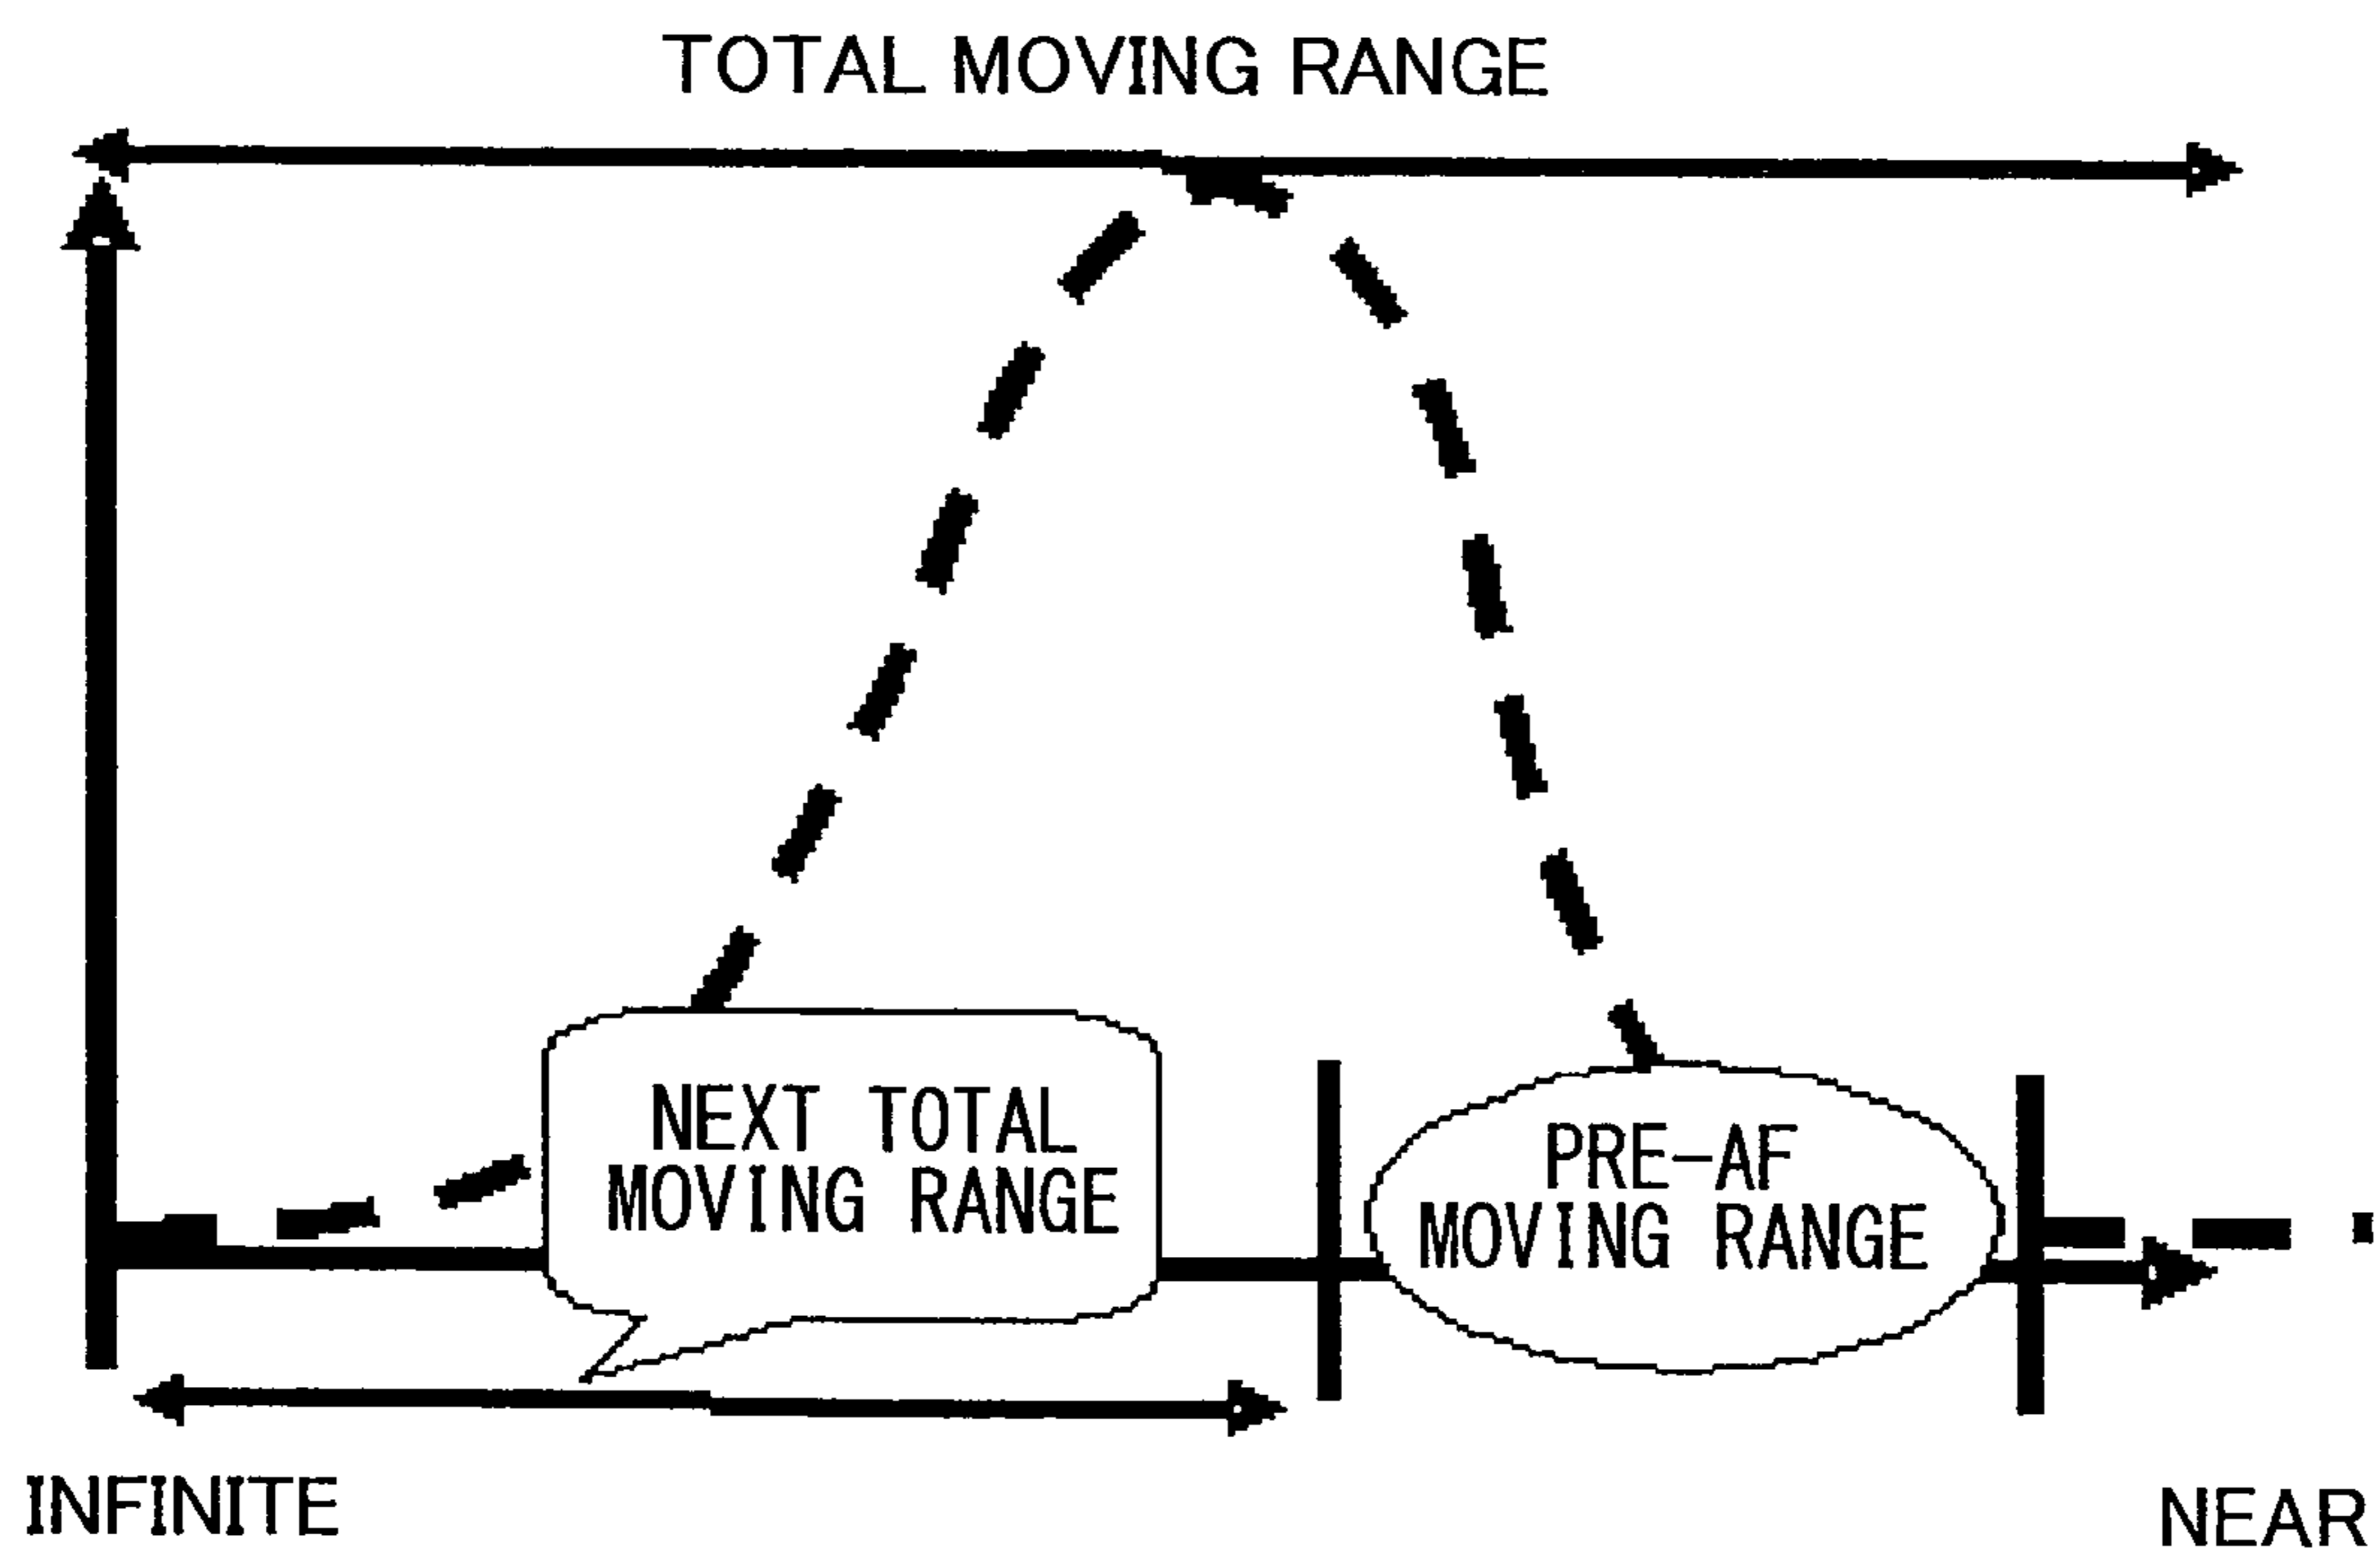 TOTAL MOVING RANGE
NEXT TOTAL
MOVING RANGE
PRE-AF
MOVING RANGE
INFINITE
NEAR